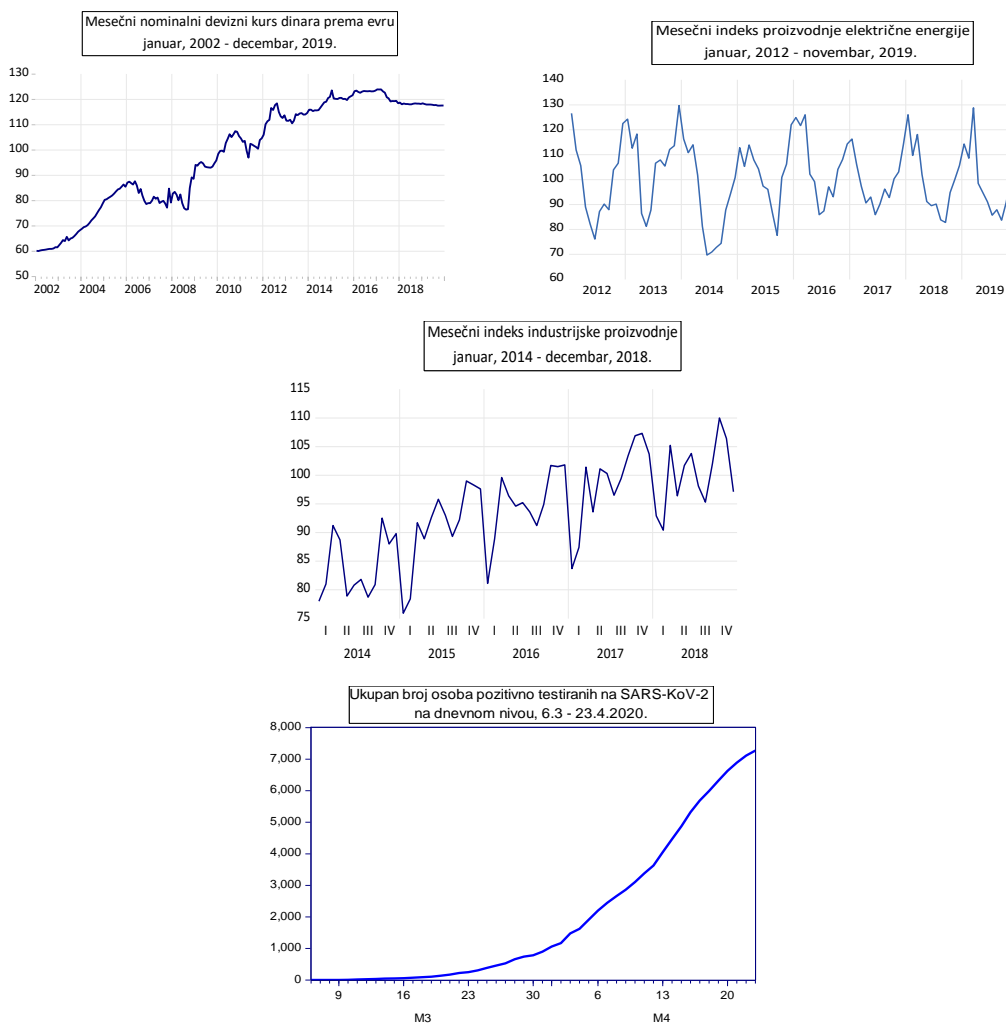 Mesečni nominalni devizni kurs dinara prema evru
januar, 2002 - decembar, 2019.
130
120
110
100
90
80
70
60
50
2002 2004 2006 2008 2010 2012 2014 2016 2018
Mesečni indeks proizvodnje električne energije
januar, 2012 - novembar, 2019.
140
130
120
110
100
90
80
70
60
2012 2013 2014 2015 2016 2017 2018 2019
Mesečni indeks industrijske proizvodnje
januar, 2014 - decembar, 2018.
115
110
105
100
95
90
85
80
75
I II III IV I II III IV I II III IV I II III IV I II III IV
2014 2015 2016 2017 2018
Ukupan broj osoba pozitivno testiranih na SARS-KoV-2
na dnevnom nivou, 6.3 - 23.4.2020.
8,000
7,000
6,000
5,000
4,000
3,000
2,000
1,000
0
9 16 23 30 6 13 20
M3 M4